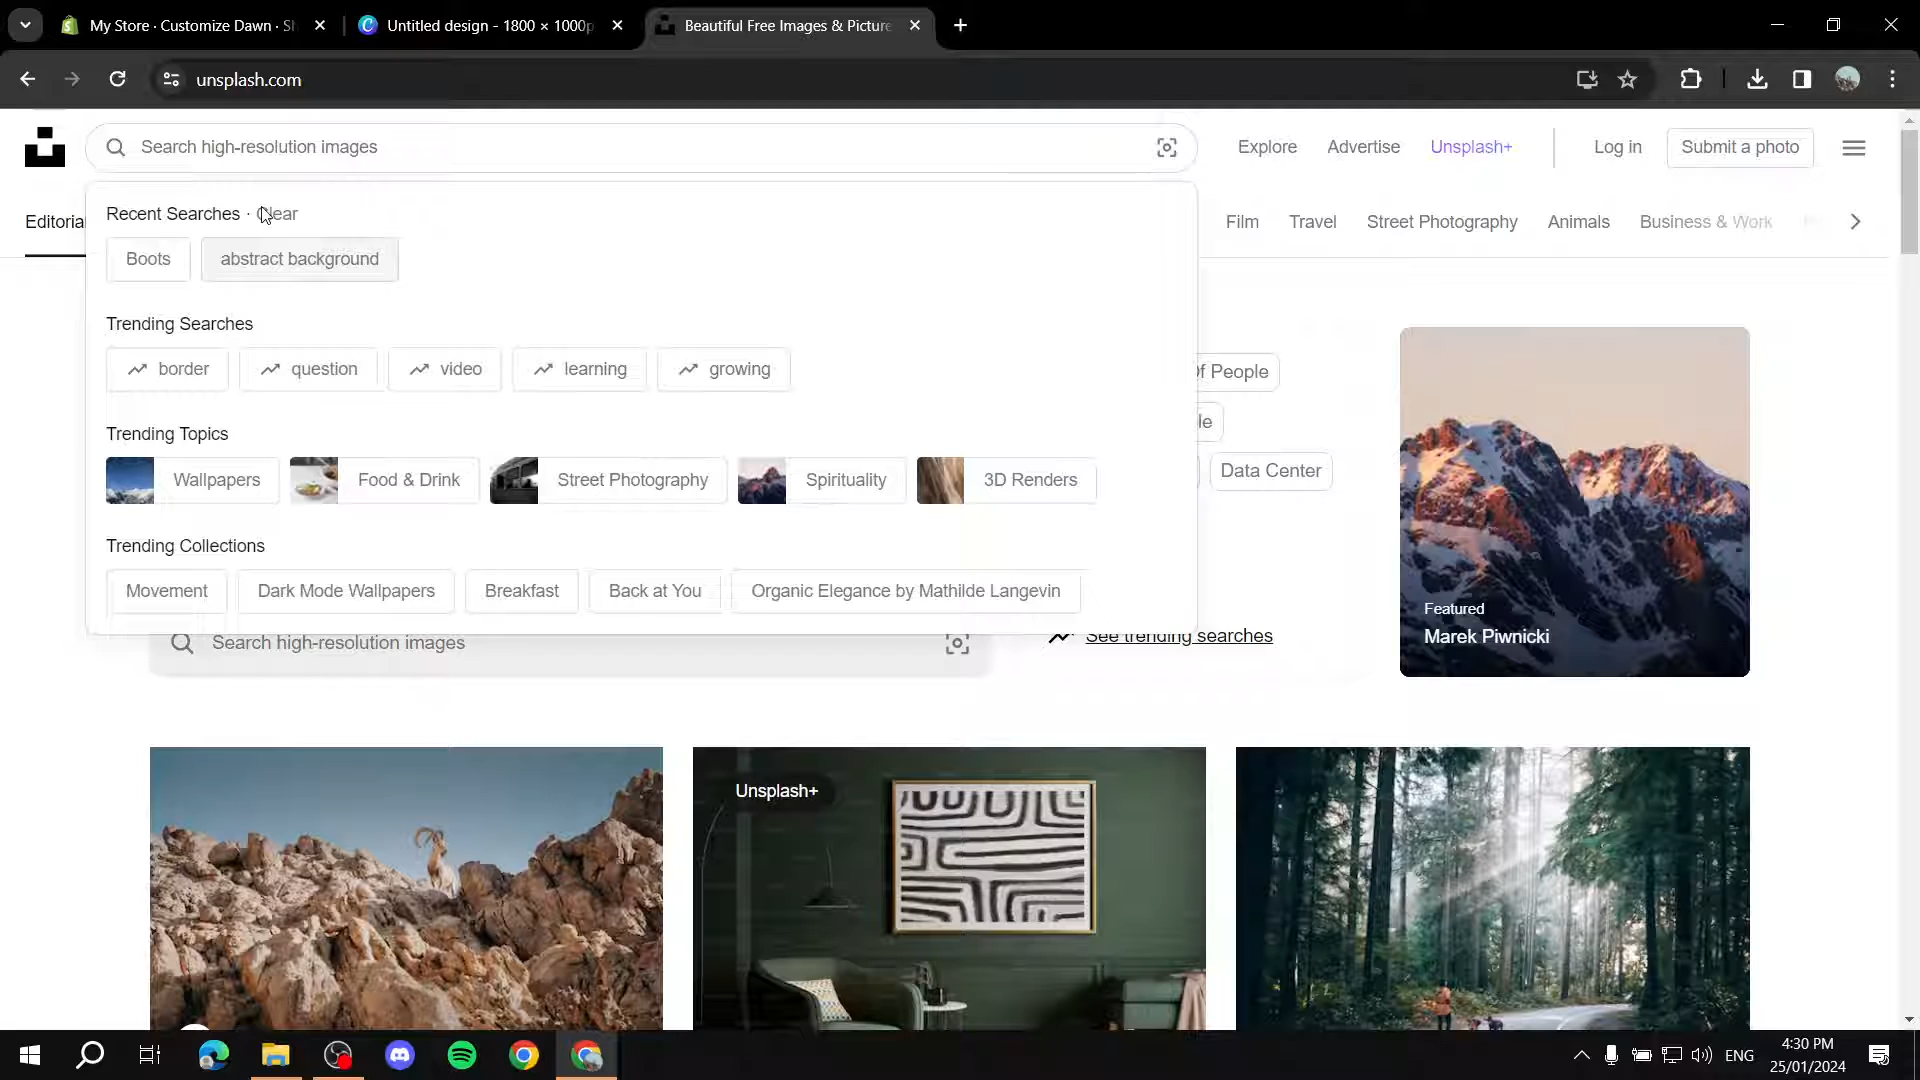 My Store · Customize Dawn · Sh
Untitled design - 1800 × 1000p
Beautiful Free Images & Picture
unsplash.com
Search high-resolution images
Explore
Advertise
Unsplash+
Log in
Submit a photo
Editorial
Recent Searches · Clear
Film
Travel
Street Photography
Animals
Business & Work
Boots
abstract background
Trending Searches
border
question
video
learning
growing
Of People
le
Data Center
Trending Topics
Wallpapers
Food & Drink
Street Photography
Spirituality
3D Renders
Trending Collections
Movement
Dark Mode Wallpapers
Breakfast
Back at You
Organic Elegance by Mathilde Langevin
Search high-resolution images
See trending searches
Featured
Marek Piwnicki
Unsplash+
ENG
4:30 PM
25/01/2024